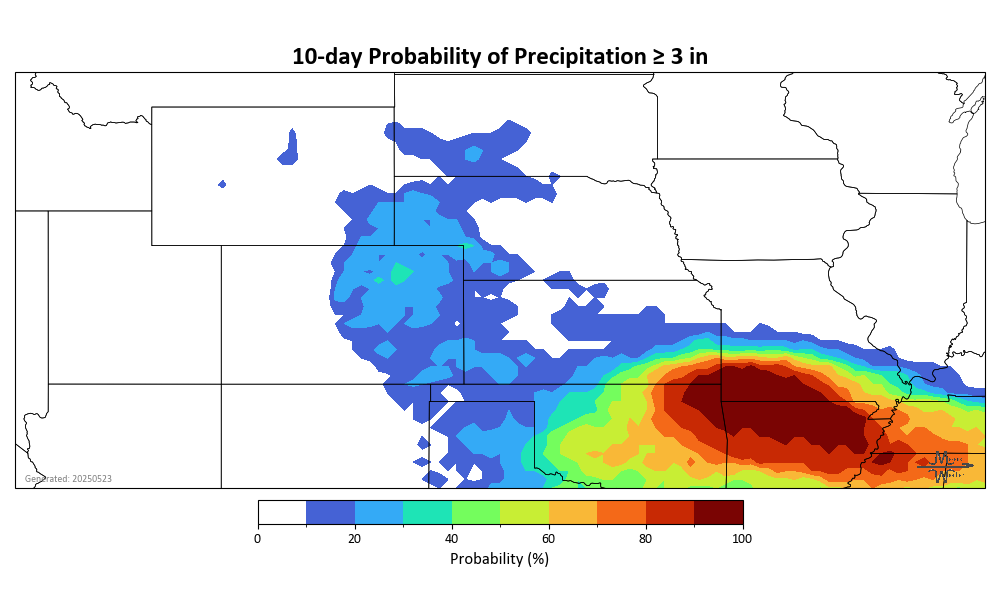 10-day Probability of Precipitation ≥ 3 in
Generated: 20250523
0 20 40 60 80 100
Probability (%)